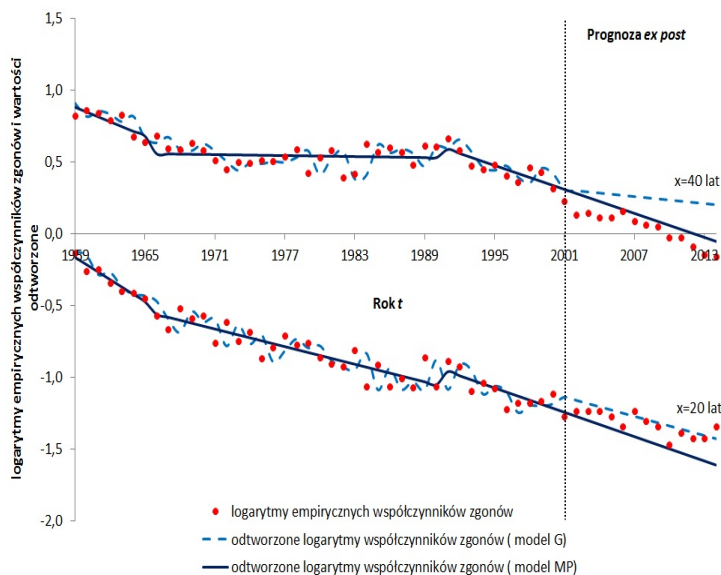 logarytmy empirycznych współczynników zgonów i wartości
odtworzone
1,5
1,0
0,5
0,0
-0,5
-1,0
-1,5
-2,0
Prognoza ex post
x=40 lat
1959 1965 1971 1977 1983 1989 1995 2001 2007 2013
Rok t
x=20 lat
logarytmy empirycznych współczynników zgonów
odtworzone logarytmy współczynników zgonów ( model G)
odtworzone logarytmy współczynników zgonów ( model MP)